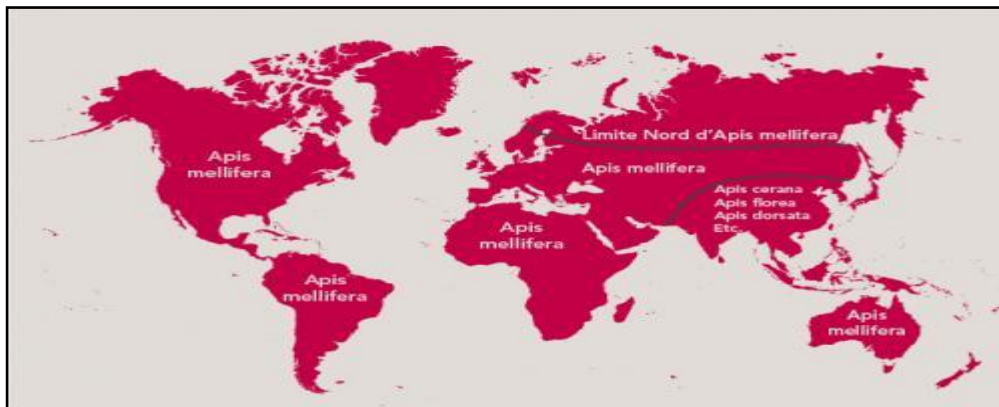 Limite Nord d'Apis mellifera
Apis
mellifera
Apis mellifera
Apis cerana
Apis florea
Apis dorsata
Etc.
Apis
mellifera
Apis
mellifera
Apis
mellifera